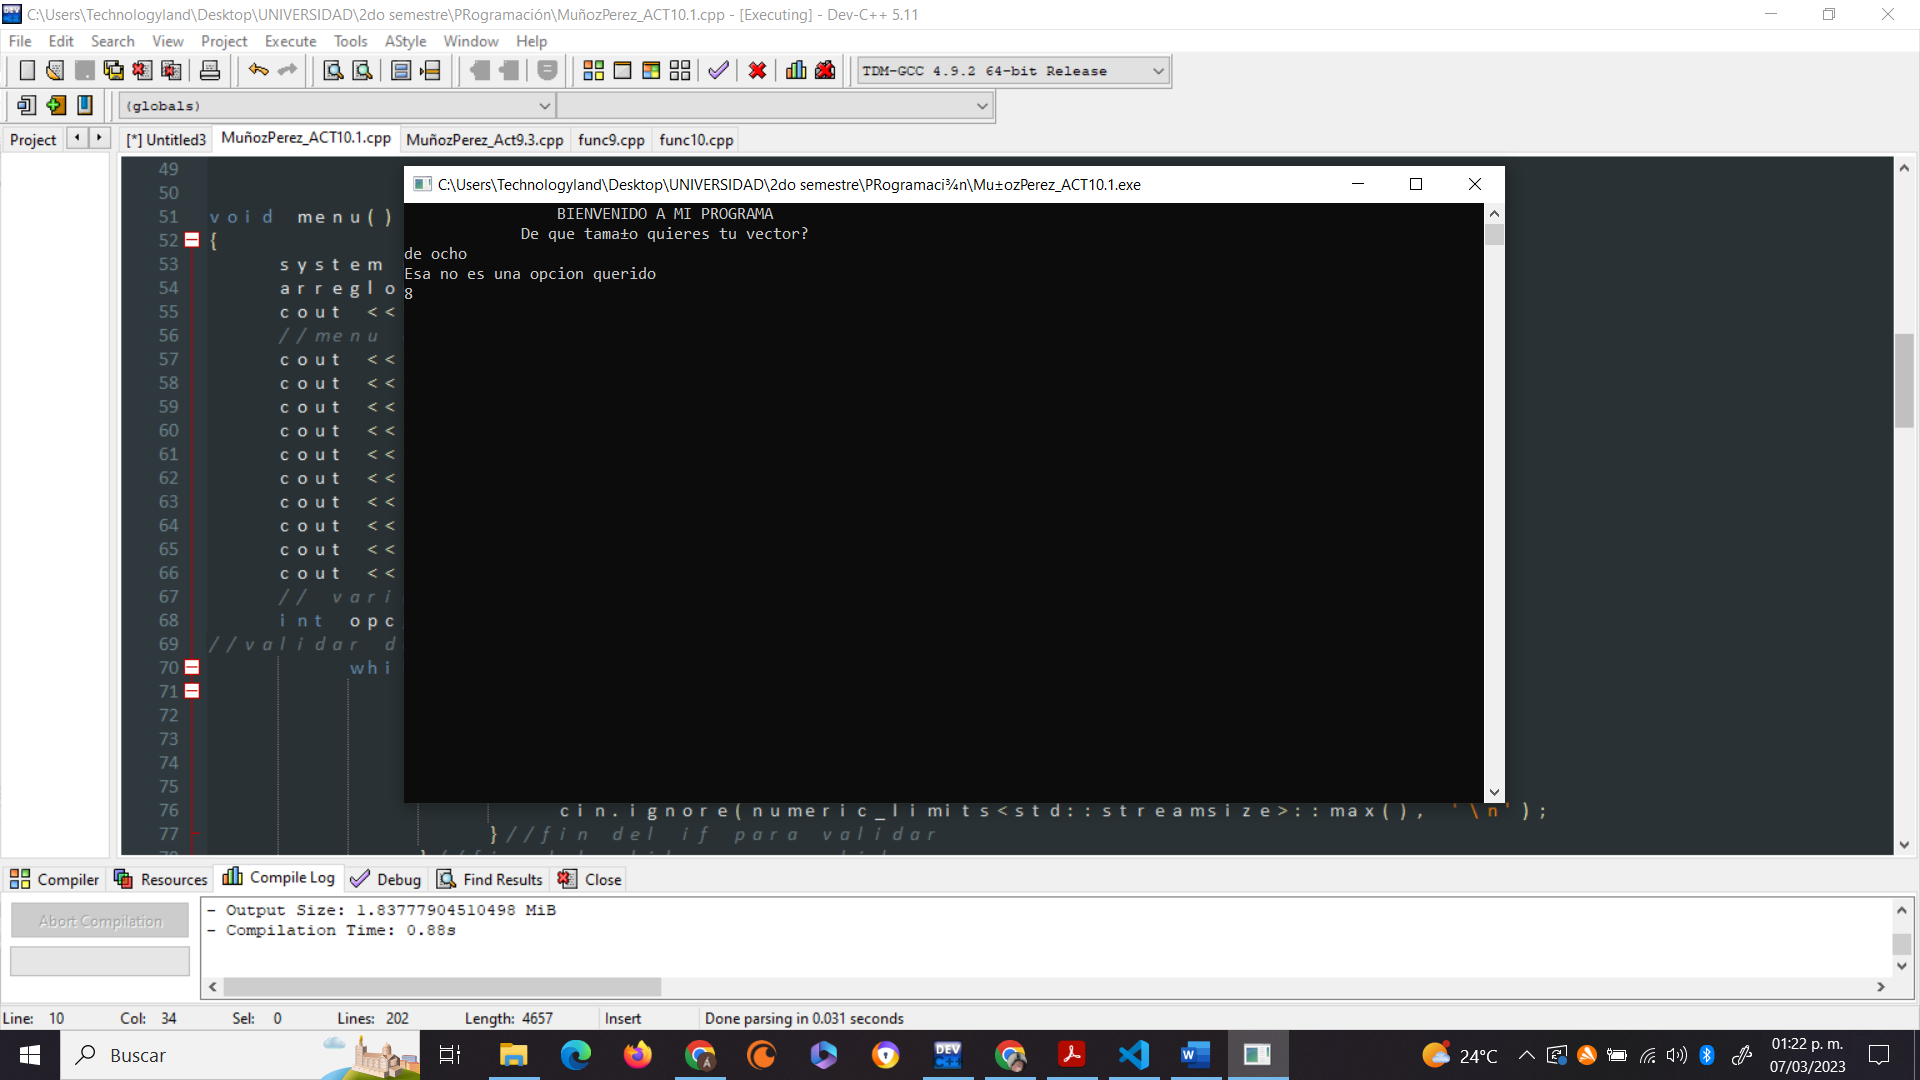 C:\Users\Technologyland\Desktop\UNIVERSIDAD\2do semestre\PRogramación\MuñozPerez_ACT10.1.cpp - [Executing] - Dev-C++ 5.11
File Edit Search View Project Execute Tools AStyle Window Help
TDM-GCC 4.9.2 64-bit Release
(globals)
Project [*] Untitled3 MuñozPerez_ACT10.1.cpp MuñozPerez_Act9.3.cpp func9.cpp func10.cpp
C:\Users\Technologyland\Desktop\UNIVERSIDAD\2do semestre\PRogramaci¾n\Mu±ozPerez_ACT10.1.exe
BIENVENIDO A MI PROGRAMA
De que tama±o quieres tu vector?
de ocho
Esa no es una opcion querido
8
49
50
51 void menu()
52 {
53 system
54 arreglo
55 cout <<
56 //menu
57 cout <<
58 cout <<
59 cout <<
60 cout <<
61 cout <<
62 cout <<
63 cout <<
64 cout <<
65 cout <<
66 cout <<
67 // vari
68 int opc
69 //validar d
70 whi
71
72
73
74
75
76 cin.ignore(numeric_limits<std::streamsize>::max(), '\n');
77 }//fin del if para validar
Compiler Resources Compile Log Debug Find Results Close
Abort Compilation
- Output Size: 1.83777904510498 MiB
- Compilation Time: 0.88s
Line: 10 Col: 34 Sel: 0 Lines: 202 Length: 4657 Insert Done parsing in 0.031 seconds
Buscar
24°C
01:22 p. m.
07/03/2023